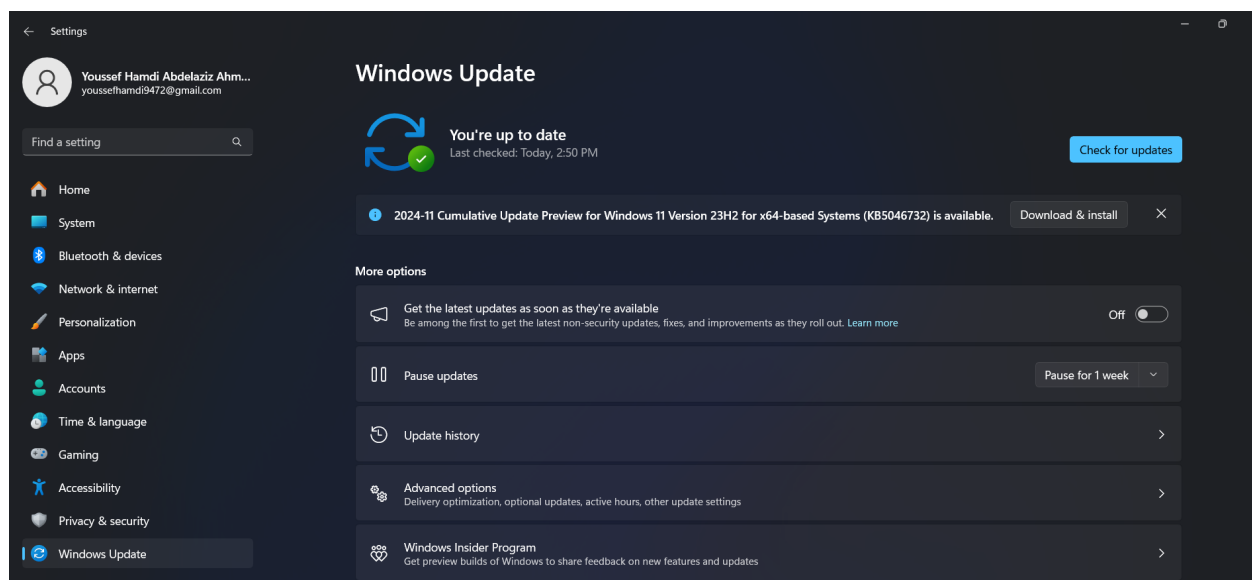 Settings
Youssef Hamdi Abdelaziz Ahm...
youssefhamdi9472@gmail.com
Find a setting
Home
System
Bluetooth & devices
Network & internet
Personalization
Apps
Accounts
Time & language
Gaming
Accessibility
Privacy & security
Windows Update
Windows Update
You're up to date
Last checked: Today, 2:50 PM
Check for updates
2024-11 Cumulative Update Preview for Windows 11 Version 23H2 for x64-based Systems (KB5046732) is available.
Download & install
More options
Get the latest updates as soon as they're available
Be among the first to get the latest non-security updates, fixes, and improvements as they roll out. Learn more
Off
Pause updates
Pause for 1 week
Update history
Advanced options
Delivery optimization, optional updates, active hours, other update settings
Windows Insider Program
Get preview builds of Windows to share feedback on new features and updates